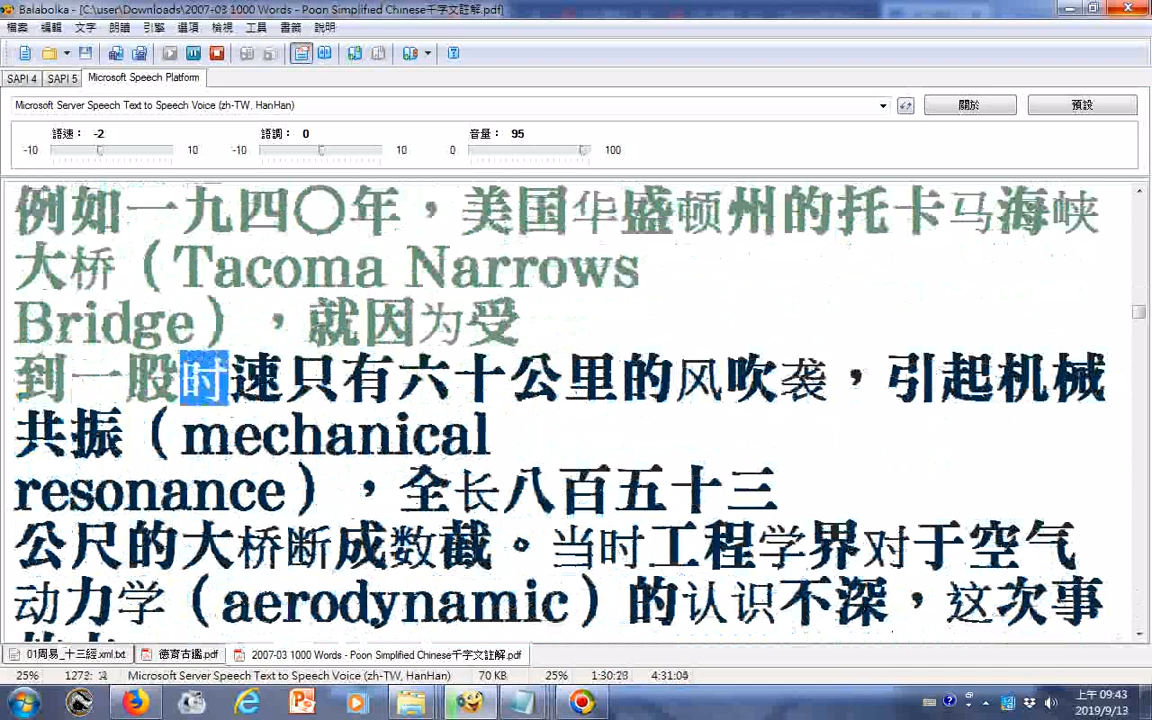 Balabolka - [C:\user\Downloads\2007-03 1000 Words - Poon Simplified Chinese千字文註解.pdf]
檔案 編輯 文字 朗讀 引擎 選項 檢視 工具 書籤 說明
SAPI 4 SAPI 5 Microsoft Speech Platform
Microsoft Server Speech Text to Speech Voice (zh-TW, HanHan) 關於 預設
語速： -2 語調： 0 音量： 95
-10 10 -10 10 0 100
例如一九四〇年，美国华盛顿州的托卡马海峡
大桥（Tacoma Narrows
Bridge），就因为受
到一股时速只有六十公里的风吹袭，引起机械
共振（mechanical
resonance），全长八百五十三
公尺的大桥断成数截。当时工程学界对于空气
动力学（aerodynamic）的认识不深，这次事
01周易_十三經.xml.txt 德育古鑑.pdf 2007-03 1000 Words - Poon Simplified Chinese千字文註解.pdf
25% 1272: Microsoft Server Speech Text to Speech Voice (zh-TW, HanHan) 70 KB 25% 1:30:23 4:31:04
上午 09:43
2019/9/13